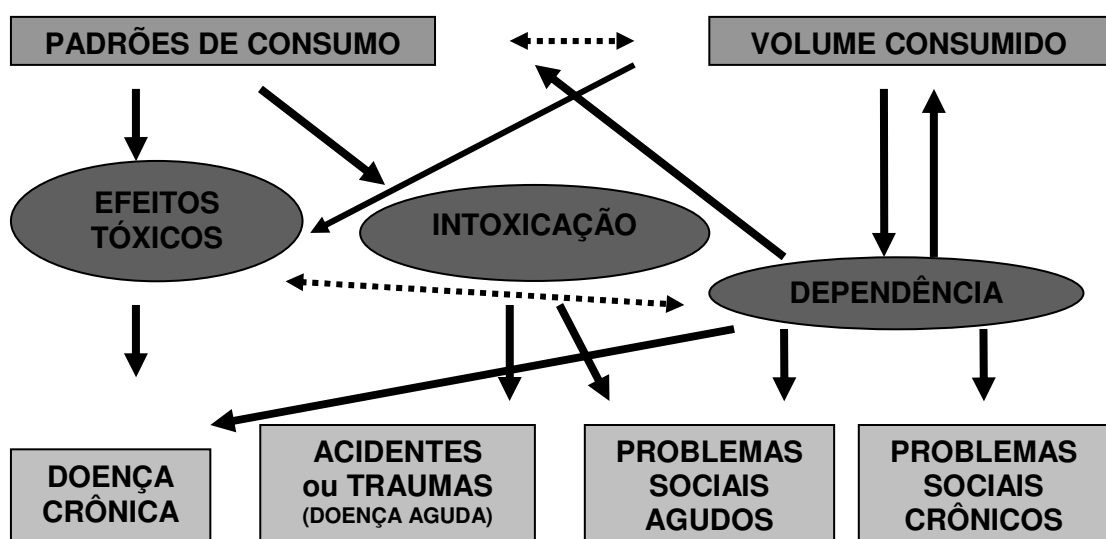 PADRÕES DE CONSUMO
VOLUME CONSUMIDO
EFEITOS
TÓXICOS
INTOXICAÇÃO
DEPENDÊNCIA
DOENÇA
CRÔNICA
ACIDENTES
ou TRAUMAS
(DOENÇA AGUDA)
PROBLEMAS
SOCIAIS
AGUDOS
PROBLEMAS
SOCIAIS
CRÔNICOS